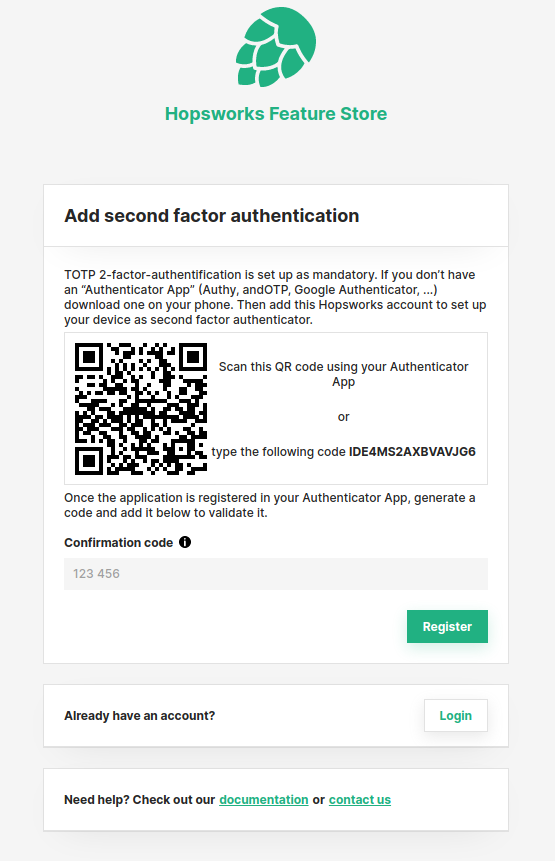 Hopsworks Feature Store
Add second factor authentication
TOTP 2-factor-authentification is set up as mandatory. If you don’t have
an “Authenticator App” (Authy, andOTP, Google Authenticator, ...)
download one on your phone. Then add this Hopsworks account to set up
your device as second factor authenticator.
Scan this QR code using your Authenticator
App
or
type the following code IDE4MS2AXBVAVJG6
Once the application is registered in your Authenticator App, generate a
code and add it below to validate it.
Confirmation code
123 456
Register
Already have an account?
Login
Need help? Check out our documentation or contact us